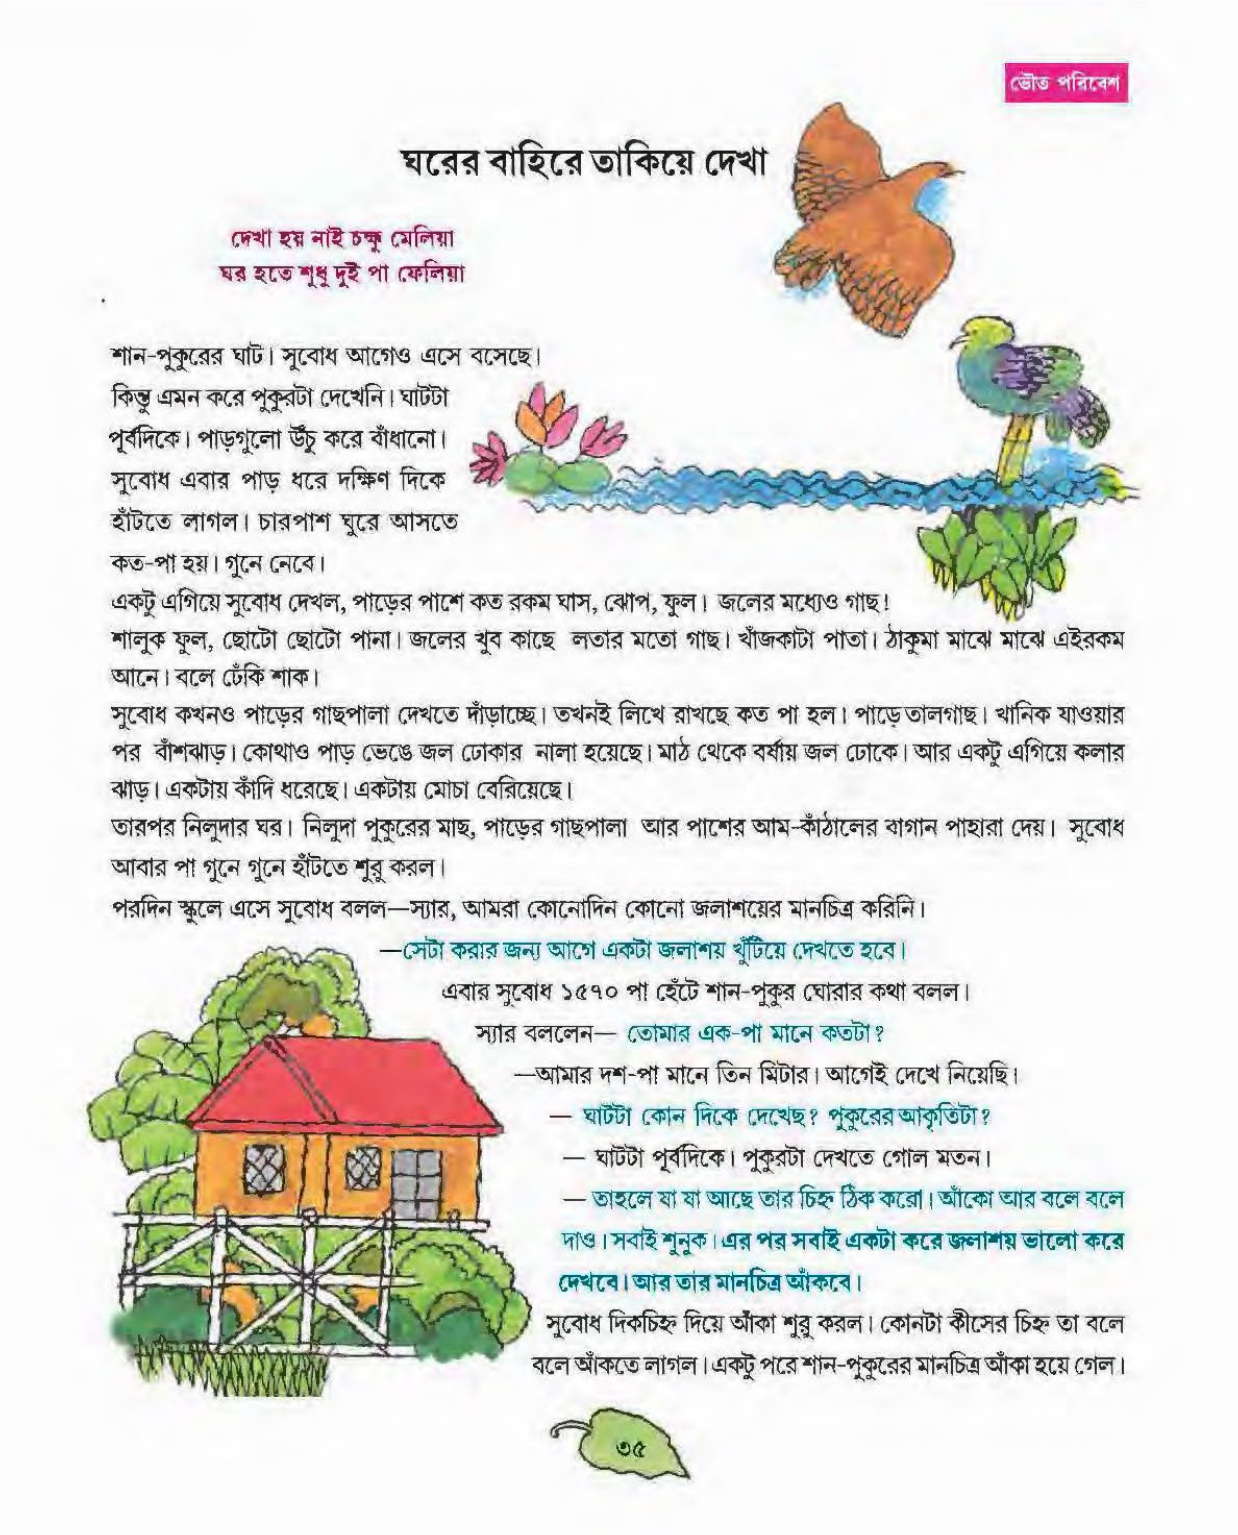 ভৌত পরিবেশ
ঘরের বাহিরে তাকিয়ে দেখা
দেখা হয় নাই চক্ষু মেলিয়া
ঘর হতে শুধু দুই পা ফেলিয়া
শান-পুকুরের ঘাট। সুবোধ আগেও এসে বসেছে।
কিন্তু এমন করে পুকুরটা দেখেনি। ঘাটটা
পূর্বদিকে। পাড়গুলো উঁচু করে বাঁধানো।
সুবোধ এবার পাড় ধরে দক্ষিণ দিকে
হাঁটতে লাগল। চারপাশ ঘুরে আসতে
কত-পা হয়। গুনে নেবে।
একটু এগিয়ে সুবোধ দেখল, পাড়ের পাশে কত রকম ঘাস, ঝোপ, ফুল। জলের মধ্যেও গাছ!
শালুক ফুল, ছোটো ছোটো পানা। জলের খুব কাছে লতার মতো গাছ। খাঁজকাটা পাতা। ঠাকুমা মাঝে মাঝে এইরকম
আনে। বলে ঢেঁকি শাক।
সুবোধ কখনও পাড়ের গাছপালা দেখতে দাঁড়াচ্ছে। তখনই লিখে রাখছে কত পা হল। পাড়ে তালগাছ। খানিক যাওয়ার
পর বাঁশঝাড়। কোথাও পাড় ভেঙে জল ঢোকার নালা হয়েছে। মাঠ থেকে বর্ষায় জল ঢোকে। আর একটু এগিয়ে কলার
ঝাড়। একটায় কাঁদি ধরেছে। একটায় মোচা বেরিয়েছে।
তারপর নিলুদার ঘর। নিলুদা পুকুরের মাছ, পাড়ের গাছপালা আর পাশের আম-কাঁঠালের বাগান পাহারা দেয়। সুবোধ
আবার পা গুনে গুনে হাঁটতে শুরু করল।
পরদিন স্কুলে এসে সুবোধ বলল—স্যার, আমরা কোনোদিন কোনো জলাশয়ের মানচিত্র করিনি।
—সেটা করার জন্য আগে একটা জলাশয় খুঁটিয়ে দেখতে হবে।
এবার সুবোধ ১৫৭০ পা হেঁটে শান-পুকুর ঘোরার কথা বলল।
স্যার বললেন— তোমার এক-পা মানে কতটা?
—আমার দশ-পা মানে তিন মিটার। আগেই দেখে নিয়েছি।
— ঘাটটা কোন দিকে দেখেছ? পুকুরের আকৃতিটা?
— ঘাটটা পূর্বদিকে। পুকুরটা দেখতে গোল মতন।
— তাহলে যা যা আছে তার চিহ্ন ঠিক করো। আঁকো আর বলে বলে
দাও। সবাই শুনুক। এর পর সবাই একটা করে জলাশয় ভালো করে
দেখবে। আর তার মানচিত্র আঁকবে।
সুবোধ দিকচিহ্ন দিয়ে আঁকা শুরু করল। কোনটা কীসের চিহ্ন তা বলে
বলে আঁকতে লাগল। একটু পরে শান-পুকুরের মানচিত্র আঁকা হয়ে গেল।
৩৫